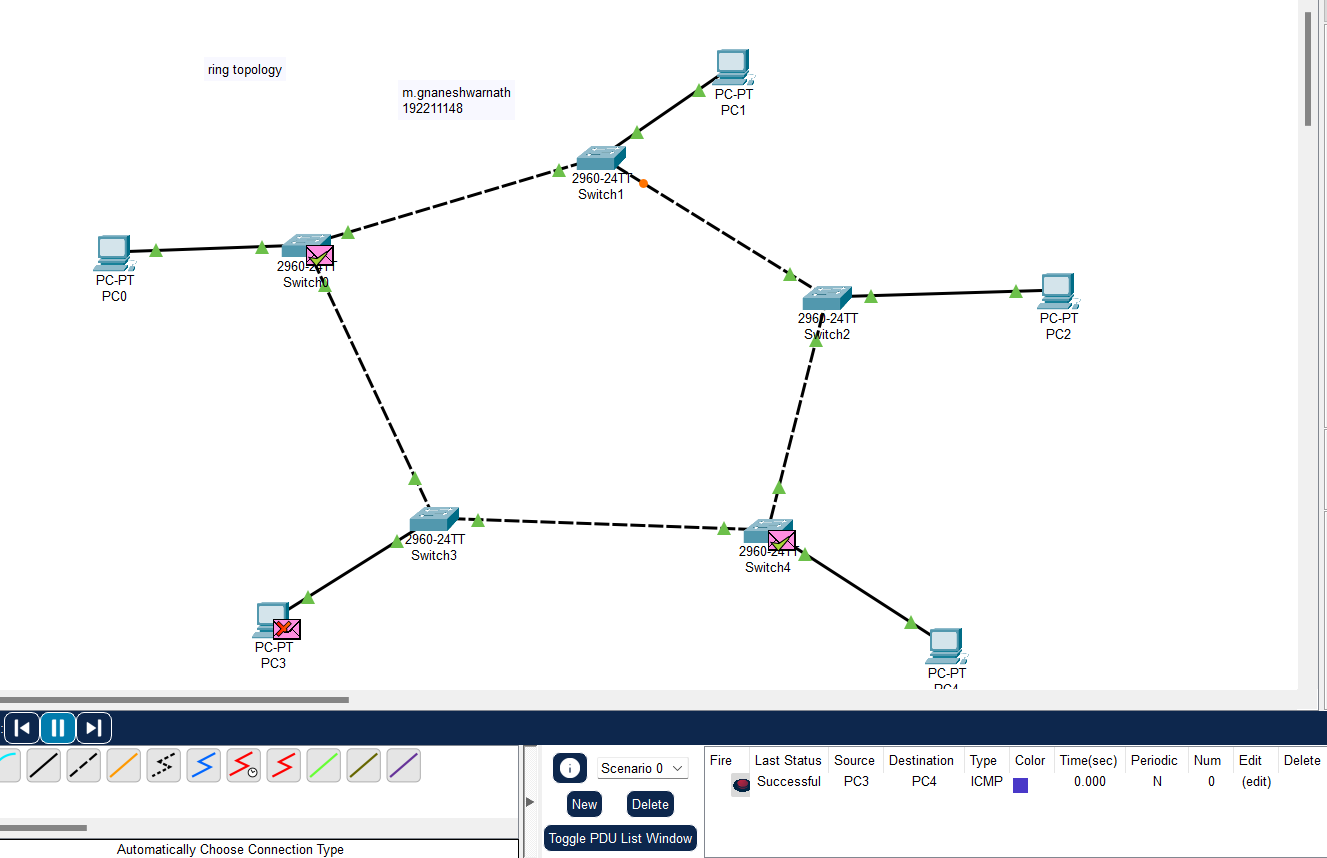 ring topology
m.gnaneshwarnath
192211148
PC-PT
PC1
2960-24TT
Switch1
PC-PT
PC0
2960-24TT
Switch0
2960-24TT
Switch2
PC-PT
PC2
2960-24TT
Switch3
2960-24TT
Switch4
PC-PT
PC3
PC-PT
PC4
Scenario 0
New
Delete
Toggle PDU List Window
Fire Last Status Source Destination Type Color Time(sec) Periodic Num Edit Delete
Successful PC3 PC4 ICMP 0.000 N 0 (edit)
Automatically Choose Connection Type